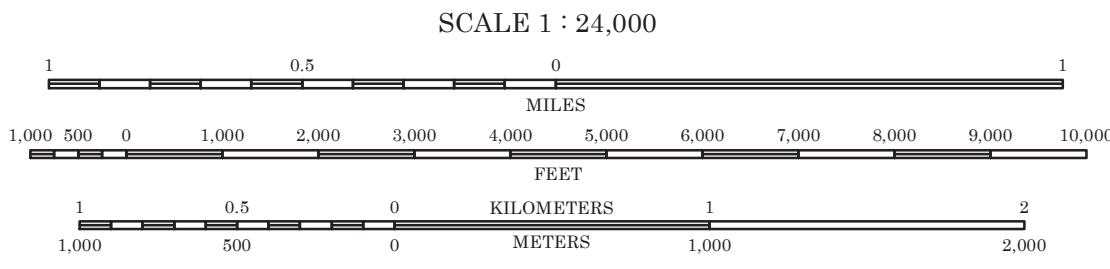 SCALE 1 : 24,000
1 0.5 0 1
MILES
1,000 500 0 1,000 2,000 3,000 4,000 5,000 6,000 7,000 8,000 9,000 10,000
FEET
1 0.5 0 KILOMETERS 1 2
1,000 500 0 METERS 1,000 2,000